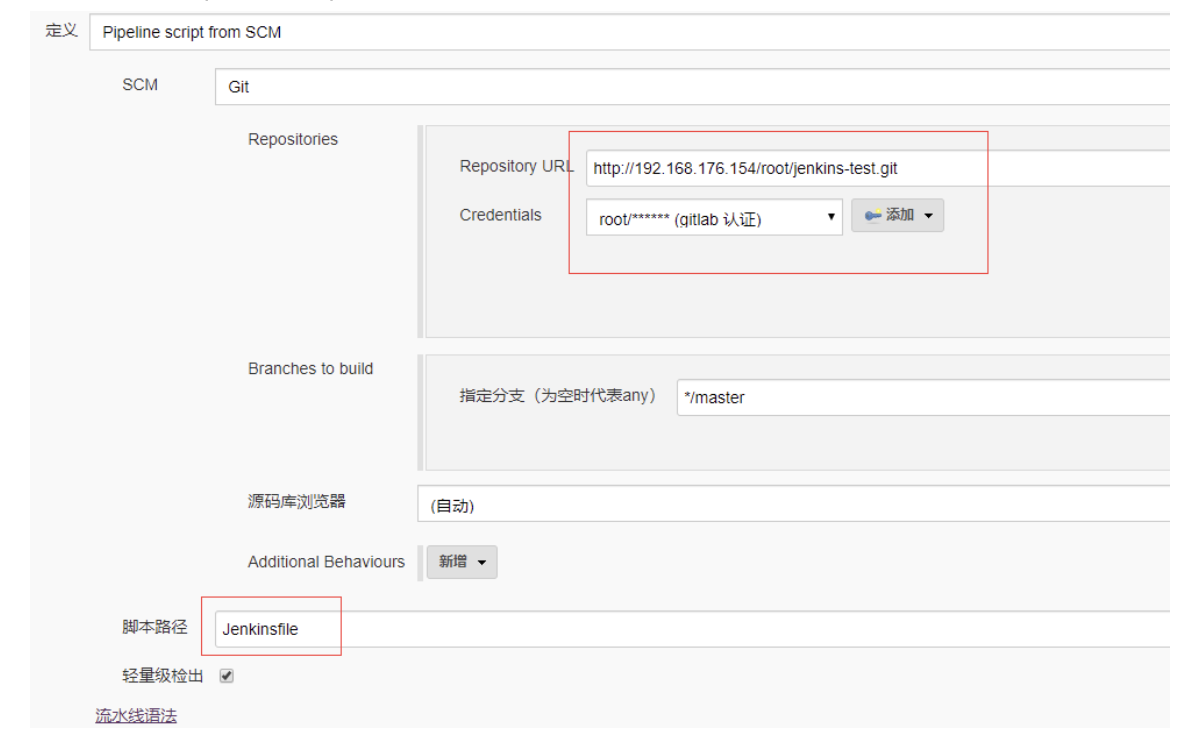 定义 Pipeline script from SCM
SCM Git
Repositories
Repository URL http://192.168.176.154/root/jenkins-test.git
Credentials root/****** (gitlab 认证) 添加
Branches to build
指定分支（为空时代表any） */master
源码库浏览器 (自动)
Additional Behaviours 新增
脚本路径 Jenkinsfile
轻量级检出
流水线语法